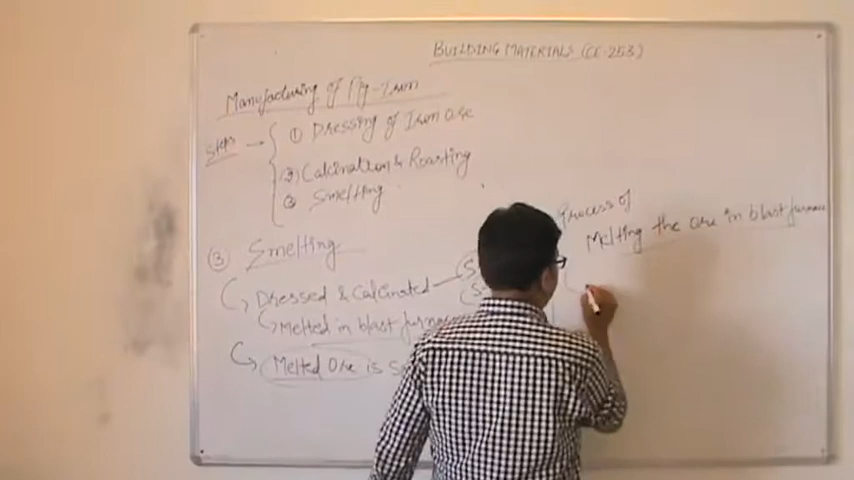 BUILDING MATERIALS (CE-253)
Manufacturing of Pig-Iron
Steps → ① Dressing of Iron Ore
② Calcination & Roasting
③ Smelting
③ Smelting
Dressed & Calcinated
Melted in blast furnace
Melted Ore is
Process of
Melting the Ore in blast furnace